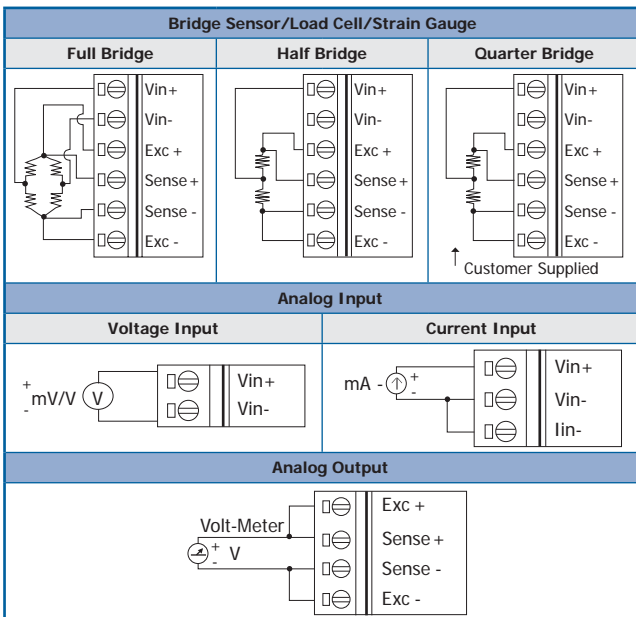 Bridge Sensor/Load Cell/Strain Gauge
Full Bridge
Half Bridge
Quarter Bridge
Vin+
Vin-
Exc +
Sense +
Sense -
Exc -
Vin+
Vin-
Exc +
Sense +
Sense -
Exc -
Vin+
Vin-
Exc +
Sense +
Sense -
Exc -
Customer Supplied
Analog Input
Voltage Input
Current Input
+
- mV/V
V
Vin+
Vin-
mA -
+
-
Vin+
Vin-
Iin-
Analog Output
Volt-Meter
+
- V
Exc +
Sense +
Sense -
Exc -